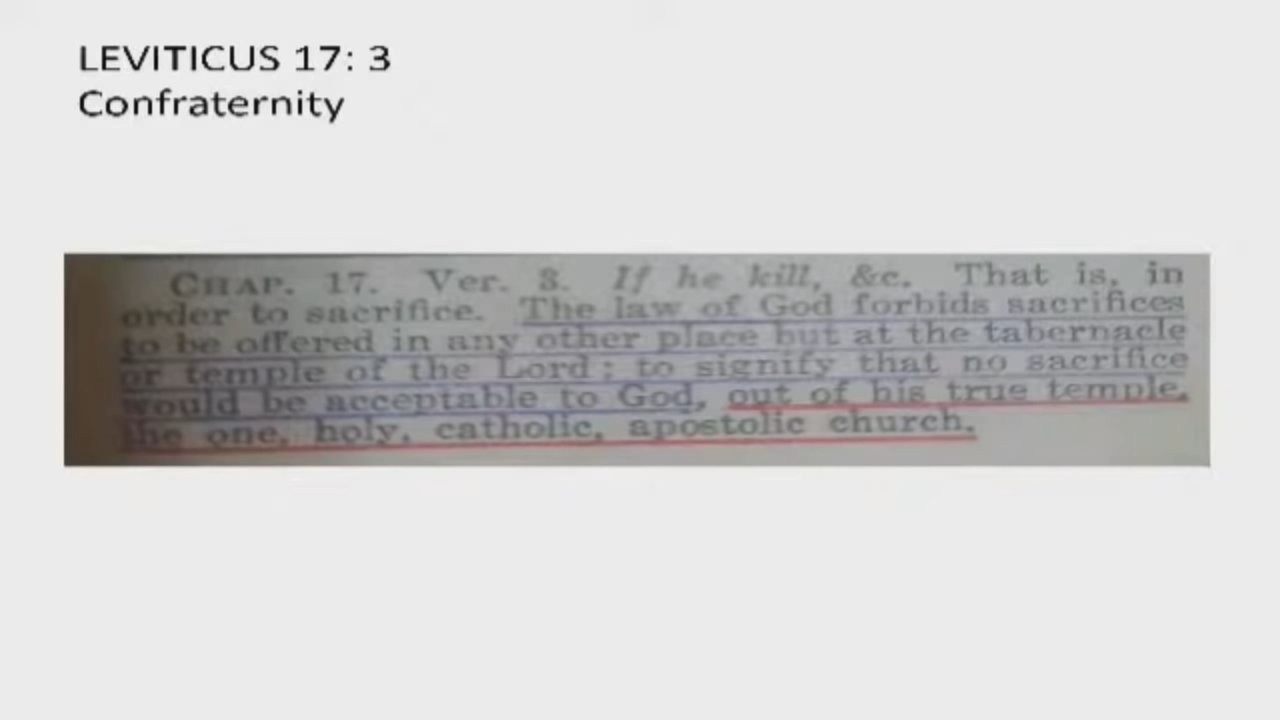 LEVITICUS 17: 3
Confraternity
CHAP. 17. Ver. 3. If he kill, &c. That is, in
order to sacrifice. The law of God forbids sacrifices
to be offered in any other place but at the tabernacle
or temple of the Lord; to signify that no sacrifice
would be acceptable to God, out of his true temple,
the one, holy, catholic, apostolic church.